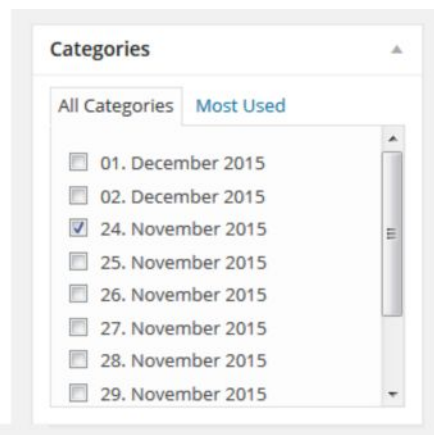 Categories
All Categories Most Used
01. December 2015
02. December 2015
24. November 2015
25. November 2015
26. November 2015
27. November 2015
28. November 2015
29. November 2015